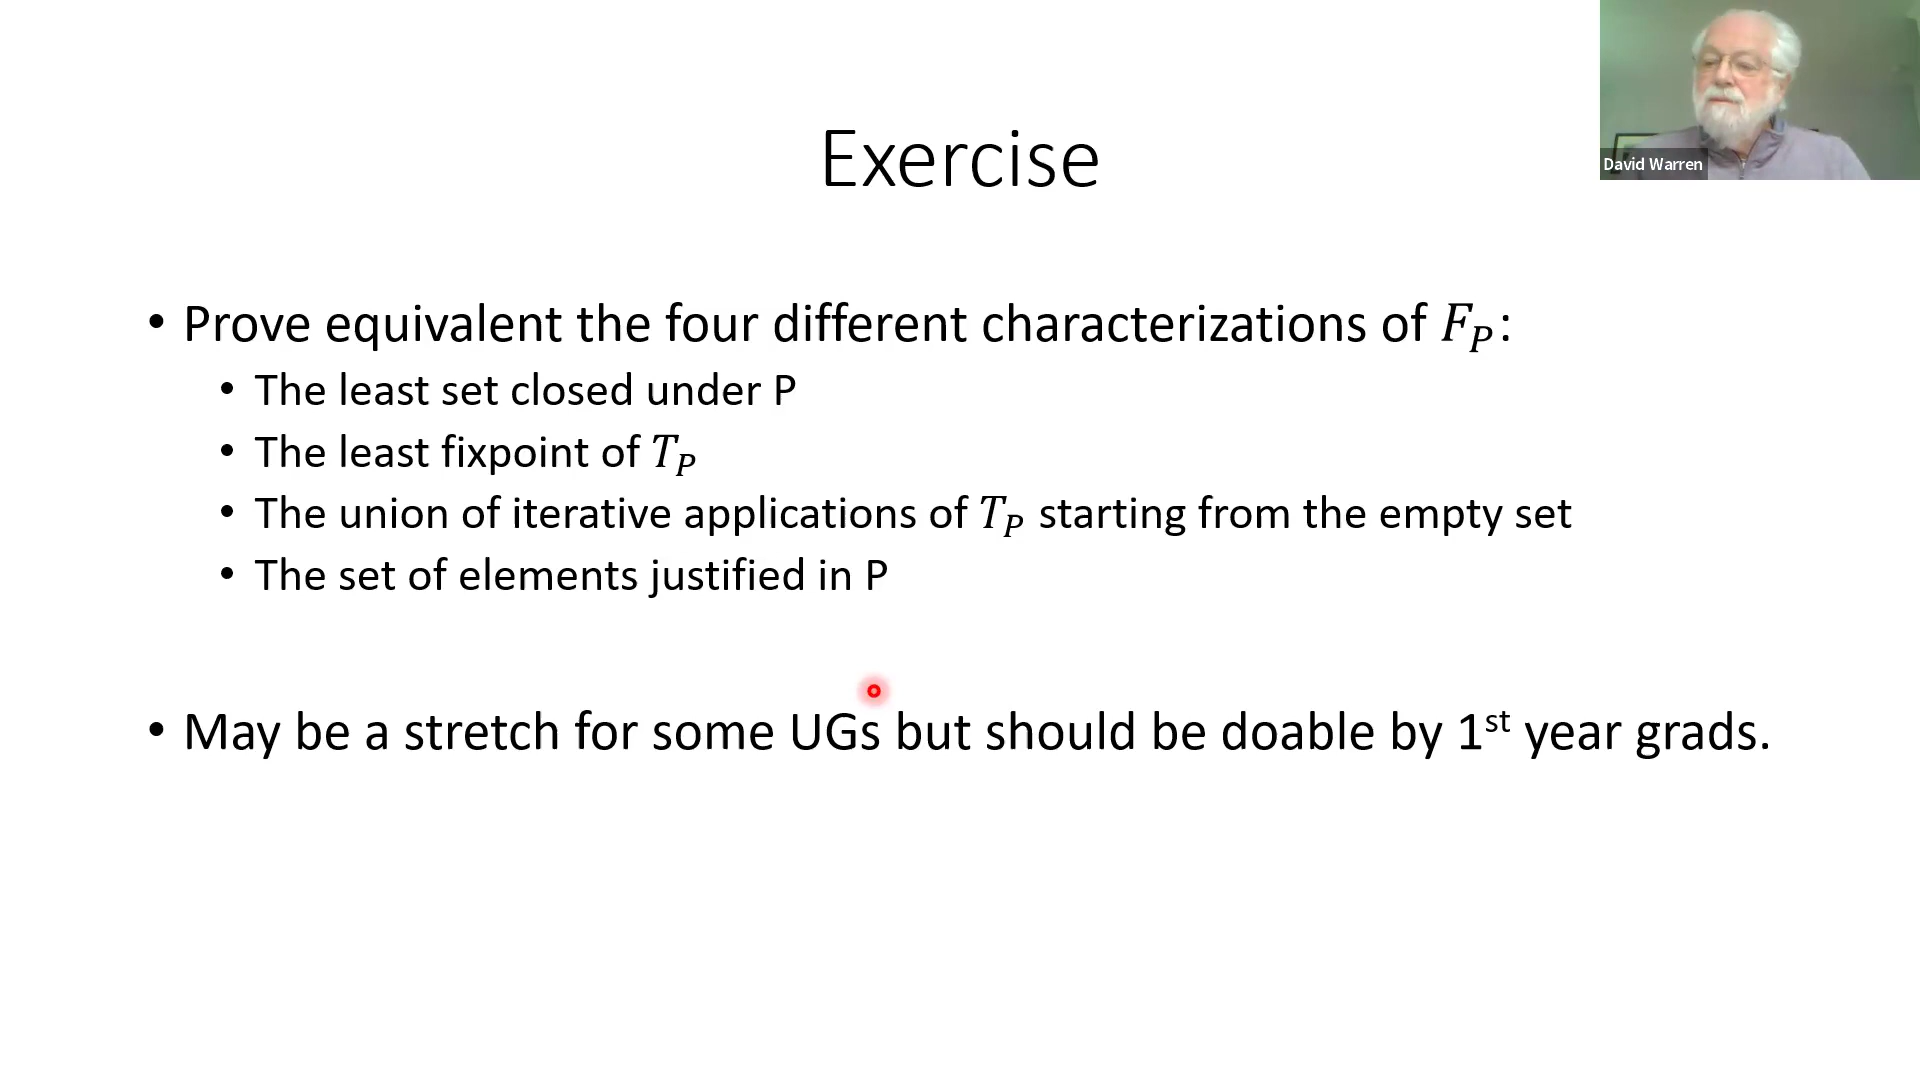 David Warren
Exercise
• Prove equivalent the four different characterizations of F_P:
• The least set closed under P
• The least fixpoint of T_P
• The union of iterative applications of T_P starting from the empty set
• The set of elements justified in P
• May be a stretch for some UGs but should be doable by 1st year grads.